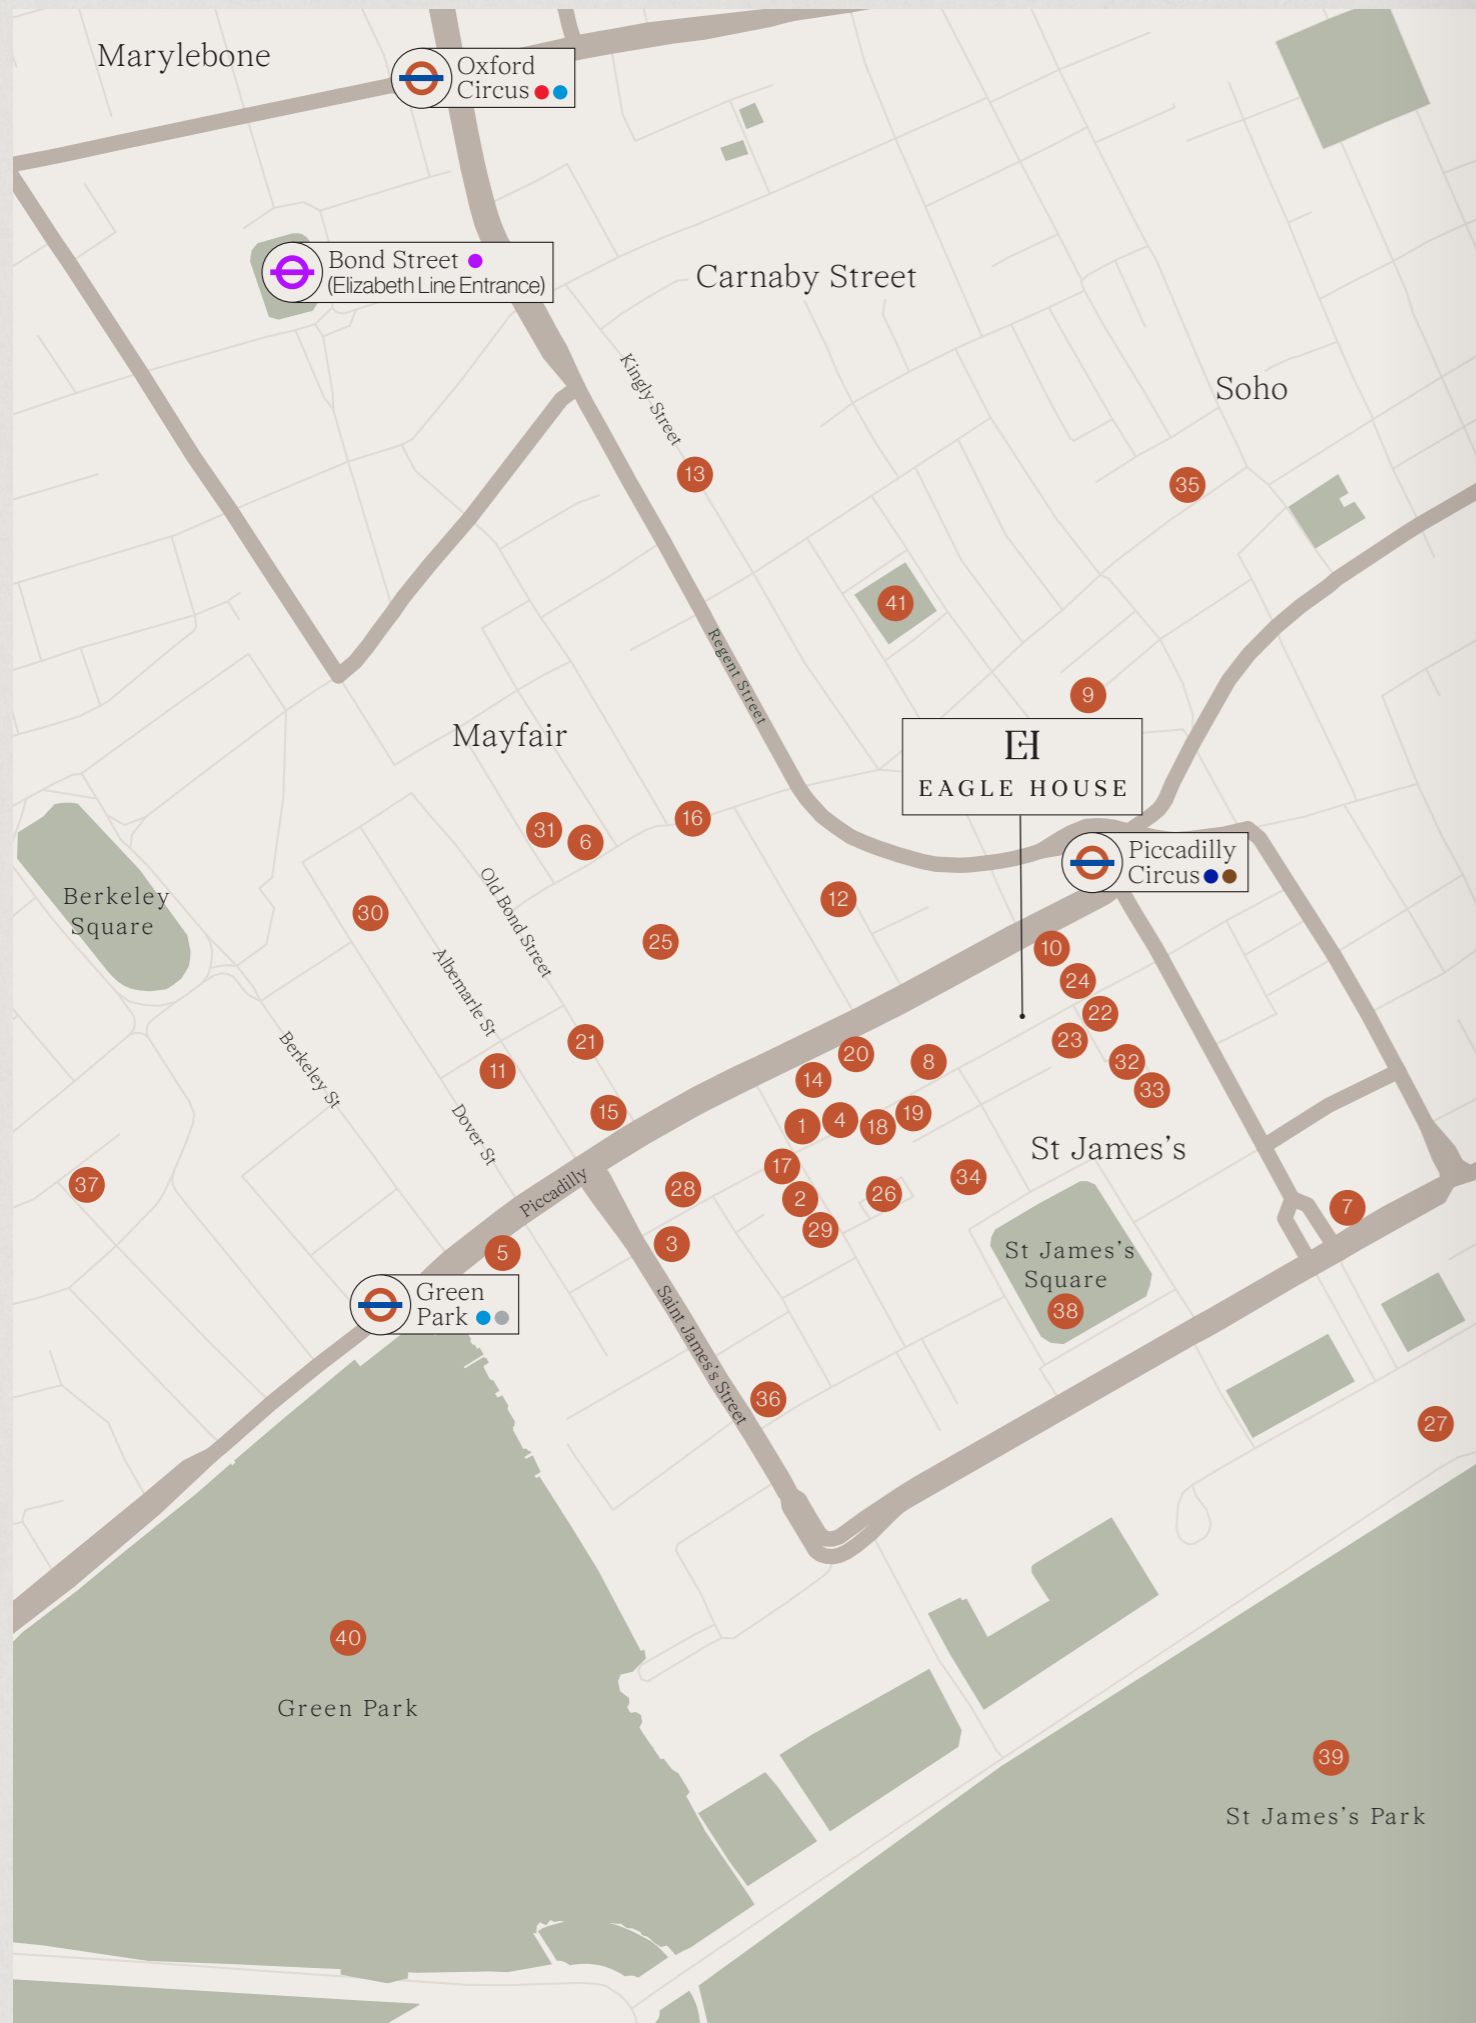 Marylebone
Oxford
Circus
Bond Street
(Elizabeth Line Entrance)
Carnaby Street
Kingly Street
Soho
13
35
41
Regent Street
9
Mayfair
EH
EAGLE HOUSE
16
31
6
Piccadilly
Circus
Berkeley
Square
Old Bond Street
12
30
25
10
Albemarle St
24
22
21
23
Berkeley St
20
8
32
11
14
33
15
Dover St
1
4
18
19
St James's
17
34
37
Piccadilly
28
2
26
7
29
3
5
St James's
Square
38
Green
Park
Saint James's Street
36
27
40
Green Park
39
St James's Park